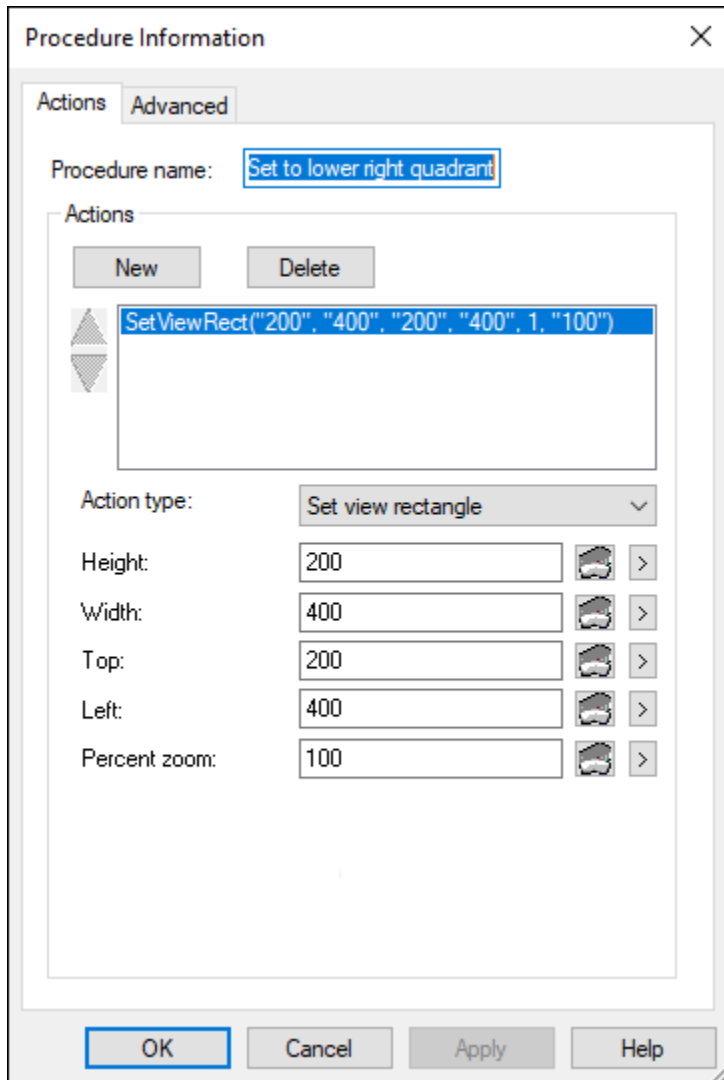 Procedure Information
Actions Advanced
Procedure name: Set to lower right quadrant
Actions
New Delete
SetViewRect("200", "400", "200", "400", 1, "100")
Action type: Set view rectangle
Height: 200 >
Width: 400 >
Top: 200 >
Left: 400 >
Percent zoom: 100 >
OK Cancel Apply Help